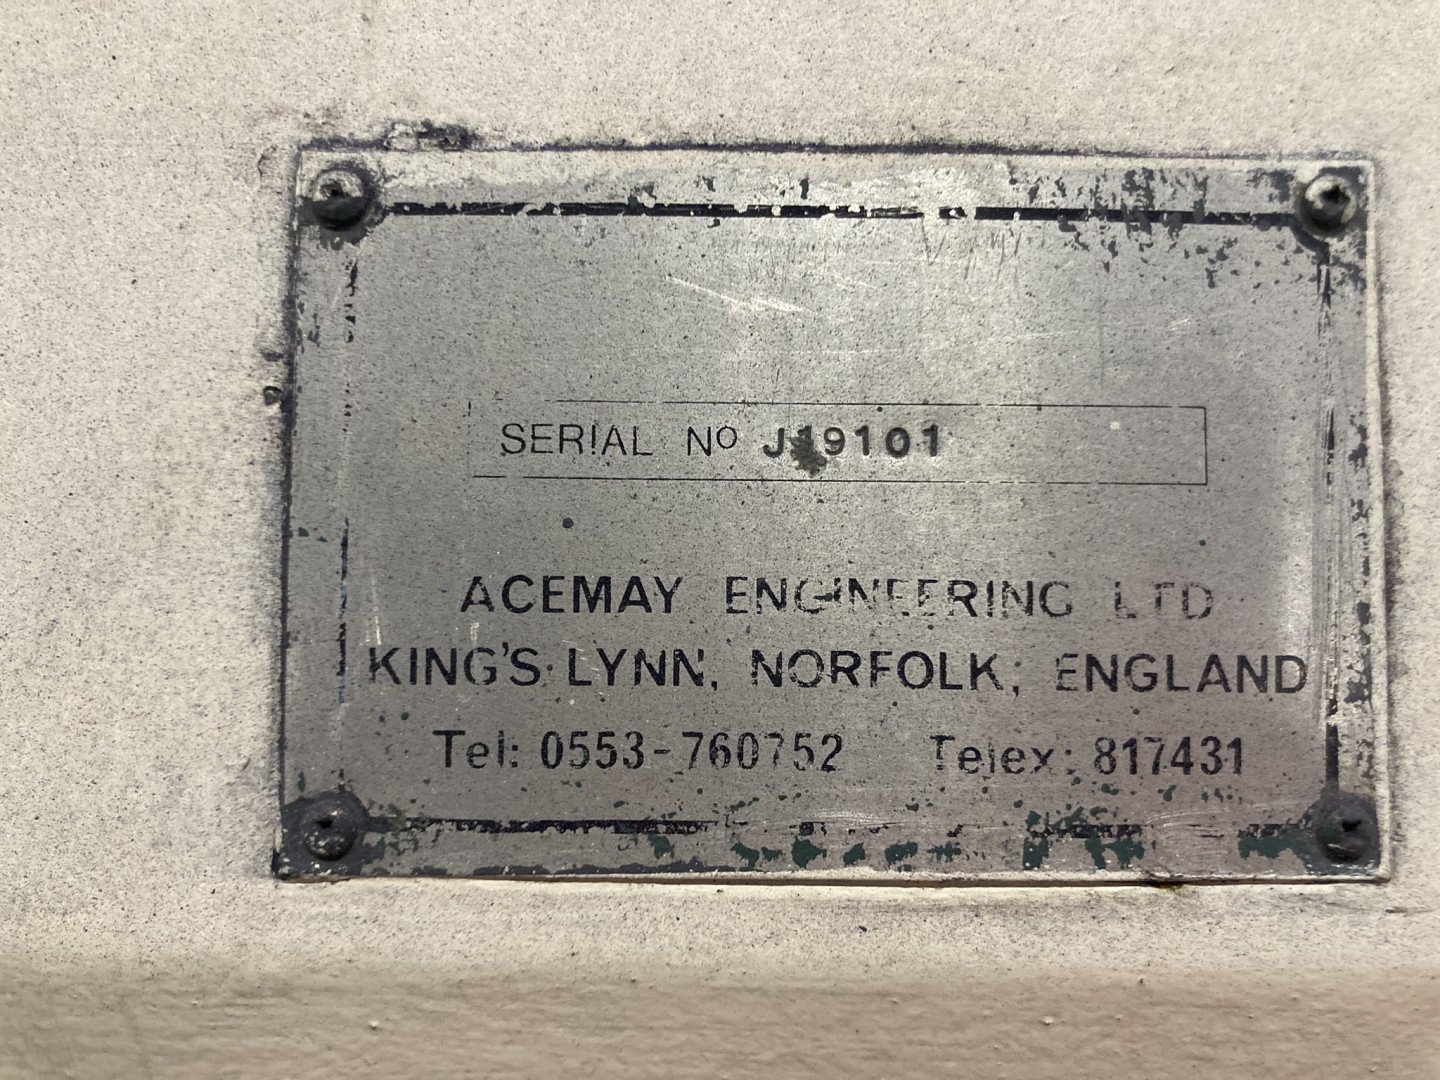 SERIAL No J19101
ACEMAY ENGINEERING LTD
KING'S LYNN, NORFOLK, ENGLAND
Tel: 0553-760752 Telex: 817431